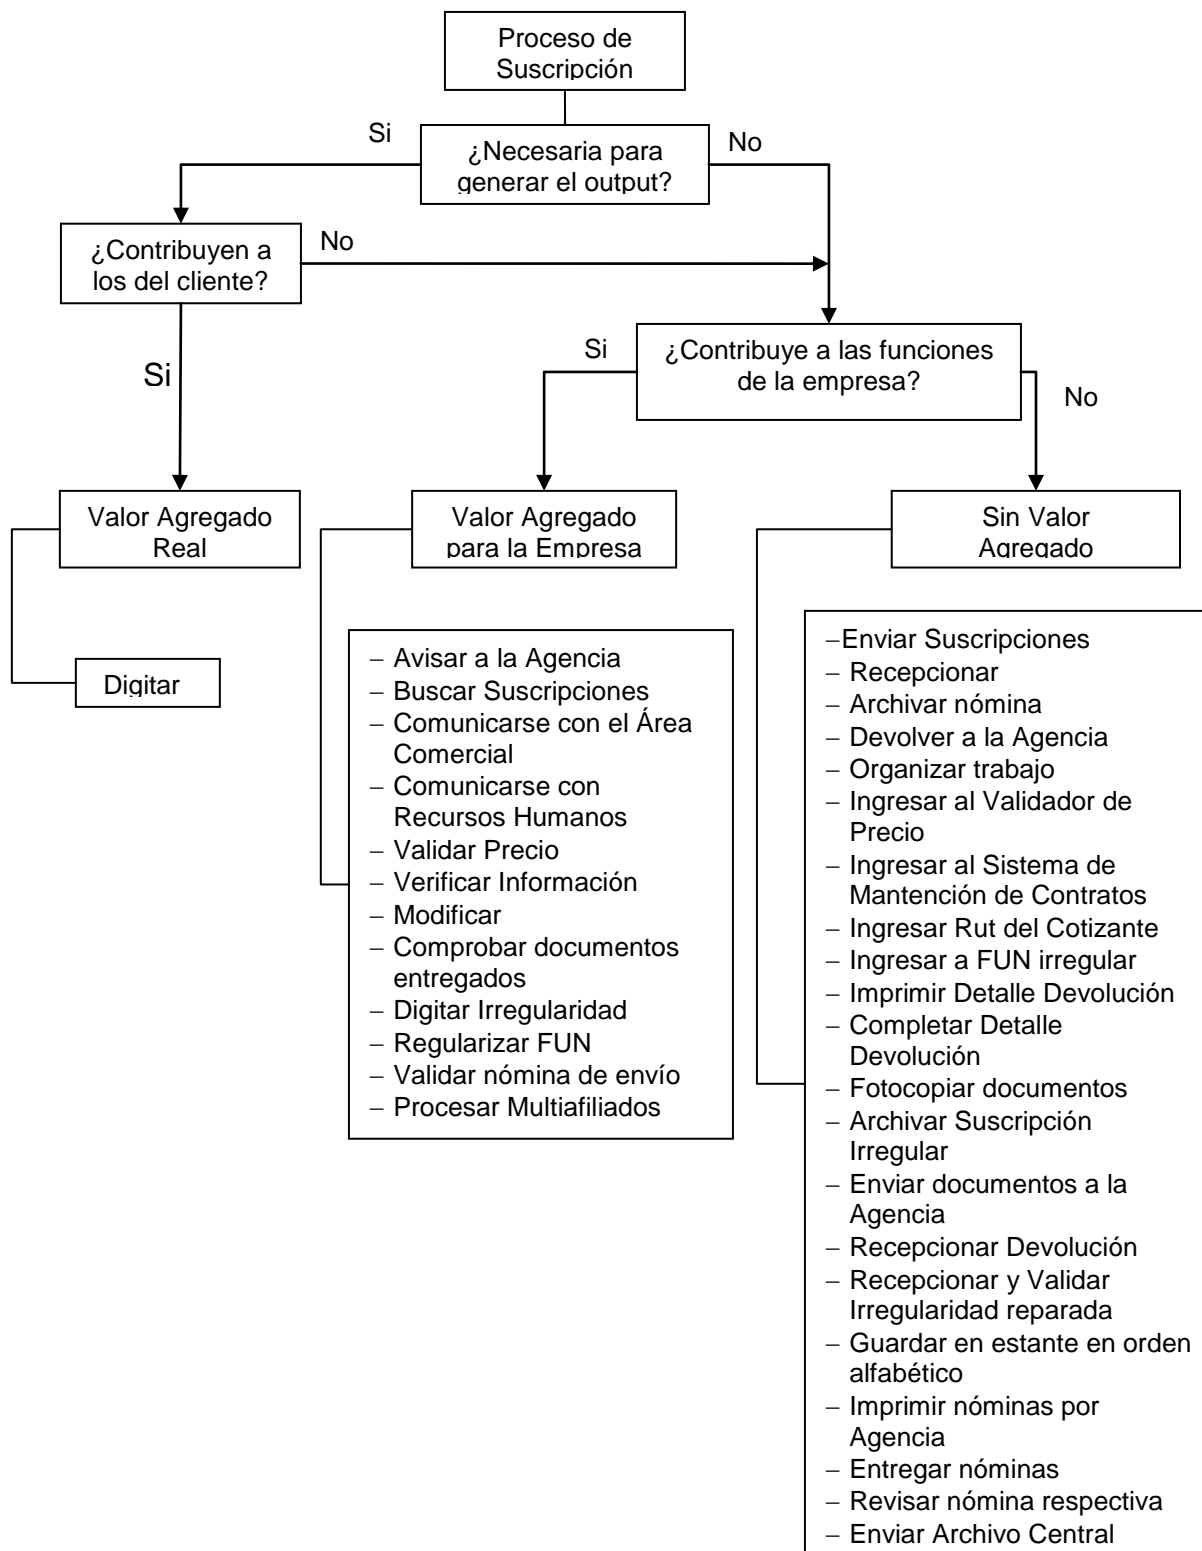 Proceso de
Suscripción
Si
¿Necesaria para
generar el output?
No
¿Contribuyen a
los del cliente?
No
Si
Si
¿Contribuye a las funciones
de la empresa?
No
Valor Agregado
Real
Valor Agregado
para la Empresa
Sin Valor
Agregado
Digitar
– Avisar a la Agencia
– Buscar Suscripciones
– Comunicarse con el Área
Comercial
– Comunicarse con
Recursos Humanos
– Validar Precio
– Verificar Información
– Modificar
– Comprobar documentos
entregados
– Digitar Irregularidad
– Regularizar FUN
– Validar nómina de envío
– Procesar Multiafiliados
–Enviar Suscripciones
– Recepcionar
– Archivar nómina
– Devolver a la Agencia
– Organizar trabajo
– Ingresar al Validador de
Precio
– Ingresar al Sistema de
Mantención de Contratos
– Ingresar Rut del Cotizante
– Ingresar a FUN irregular
– Imprimir Detalle Devolución
– Completar Detalle
Devolución
– Fotocopiar documentos
– Archivar Suscripción
Irregular
– Enviar documentos a la
Agencia
– Recepcionar Devolución
– Recepcionar y Validar
Irregularidad reparada
– Guardar en estante en orden
alfabético
– Imprimir nóminas por
Agencia
– Entregar nóminas
– Revisar nómina respectiva
– Enviar Archivo Central